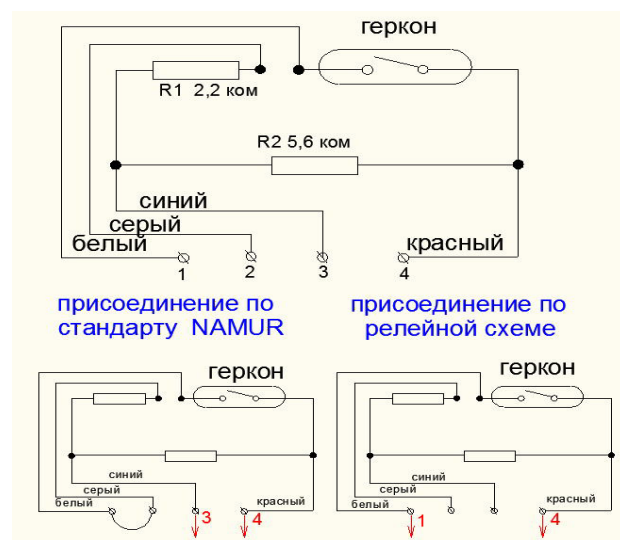 геркон
R1 2,2 ком
R2 5,6 ком
синий
серый
белый
красный
1
2
3
4
присоединение по
стандарту NAMUR
присоединение по
релейной схеме
геркон
синий
серый
белый
красный
3
4
геркон
синий
серый
белый
красный
1
4